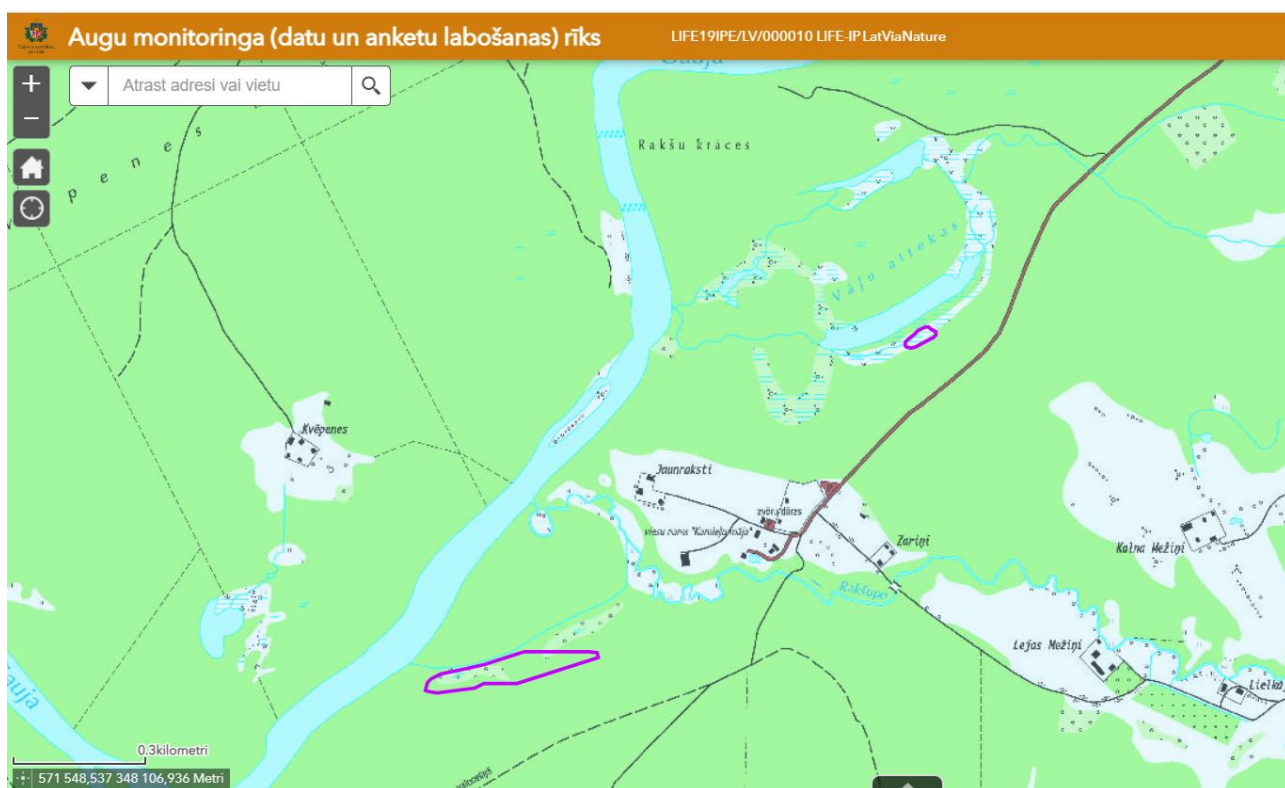 Augu monitoringa (datu un anketu labošanas) rīks
LIFE19IPE/LV/000010 LIFE-IP LatViaNature
+
Atrast adresi vai vietu
−
Gauja
p e n e s
Rakšu krāces
Vāļu attekas
Kvēpenes
Jaunraksti
zvēr. dārzs
viesu nams "Kamieļu māja"
Zariņi
Kalna Mežiņi
Rakšupe
Lejas Mežiņi
Lielkā
auja
0.3kilometri
571 548,537 348 106,936 Metri